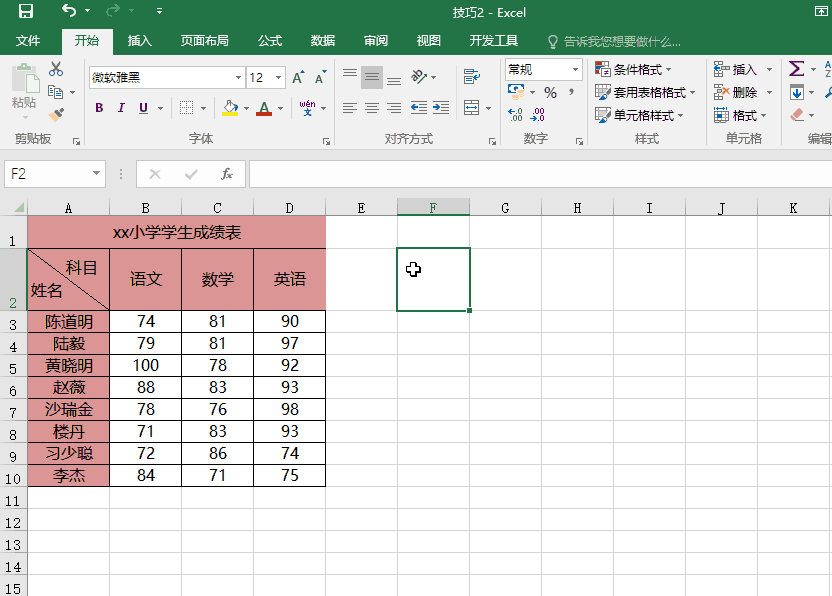 技巧2 - Excel
文件 开始 插入 页面布局 公式 数据 审阅 视图 开发工具 告诉我您想要做什么...
粘贴
微软雅黑 12 A A
B I U A wén 文
常规
% ,
条件格式
套用表格格式
单元格样式
插入
删除
格式
剪贴板 字体 对齐方式 数字 样式 单元格 编辑
F2 fx
A B C D E F G H I J K
1 xx小学学生成绩表
科目
2 姓名 语文 数学 英语
3 陈道明 74 81 90
4 陆毅 79 81 97
5 黄晓明 100 78 92
6 赵薇 88 83 93
7 沙瑞金 78 76 98
8 楼丹 71 83 93
9 习少聪 72 86 74
10 李杰 84 71 75
11
12
13
14
15